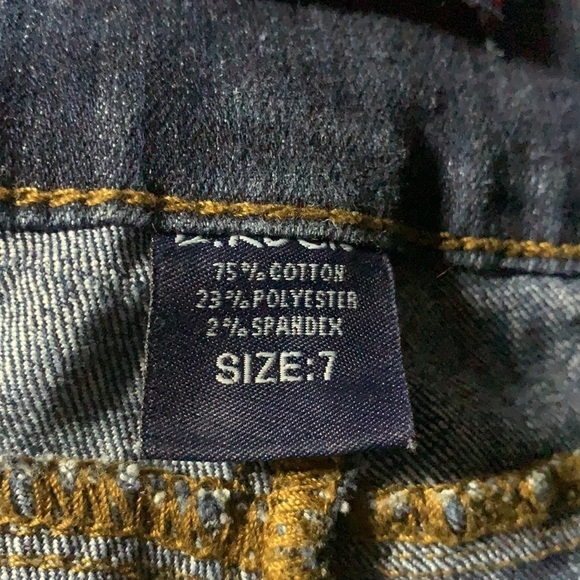 75% COTTON
23% POLYESTER
2% SPANDEX
SIZE:7